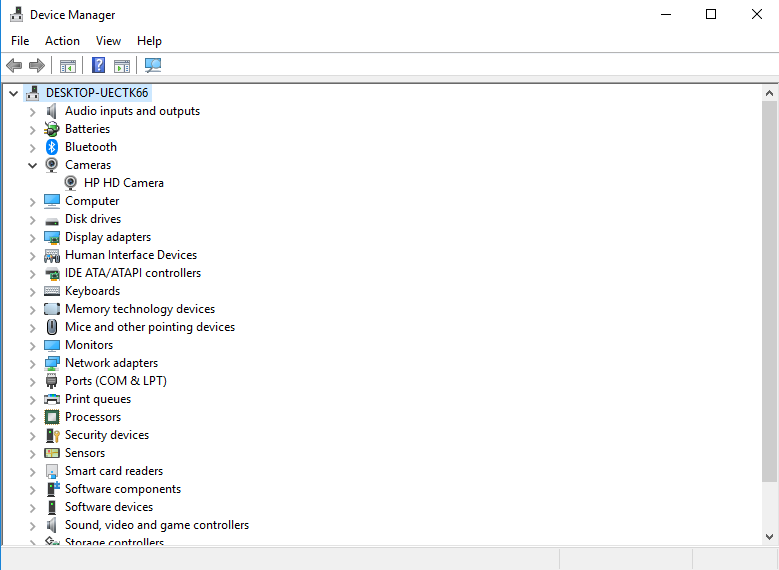 Device Manager
File Action View Help
DESKTOP-UECTK66
Audio inputs and outputs
Batteries
Bluetooth
Cameras
HP HD Camera
Computer
Disk drives
Display adapters
Human Interface Devices
IDE ATA/ATAPI controllers
Keyboards
Memory technology devices
Mice and other pointing devices
Monitors
Network adapters
Ports (COM & LPT)
Print queues
Processors
Security devices
Sensors
Smart card readers
Software components
Software devices
Sound, video and game controllers
Storage controllers